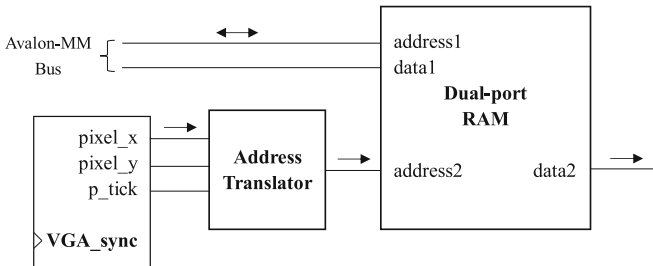 Avalon-MM
Bus
address1
data1
Dual-port
RAM
pixel_x
pixel_y
p_tick
VGA_sync
Address
Translator
address2
data2